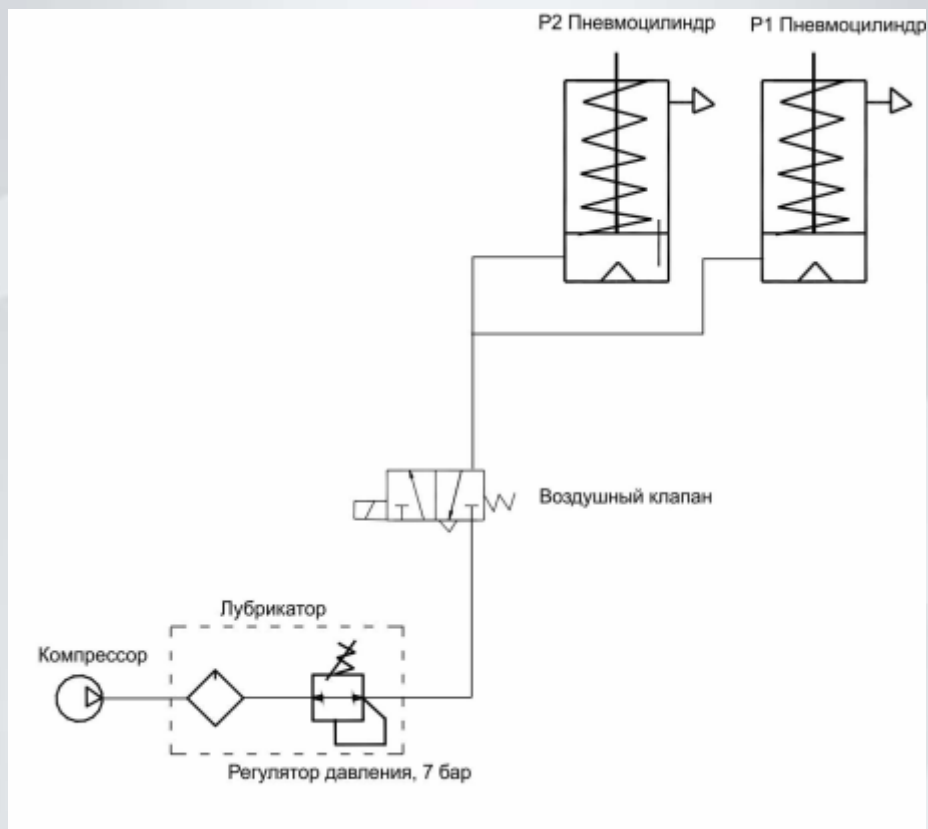 P2 Пневмоцилиндр
P1 Пневмоцилиндр
Воздушный клапан
Лубрикатор
Компрессор
Регулятор давления, 7 бар